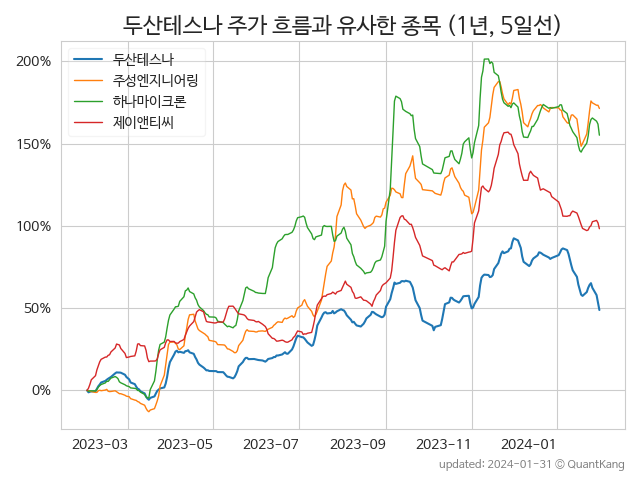 두산테스나 주가 흐름과 유사한 종목 (1년, 5일선)
두산테스나
주성엔지니어링
하나마이크론
제이앤티씨
200%
150%
100%
50%
0%
2023-03 2023-05 2023-07 2023-09 2023-11 2024-01
updated: 2024-01-31 © QuantKang